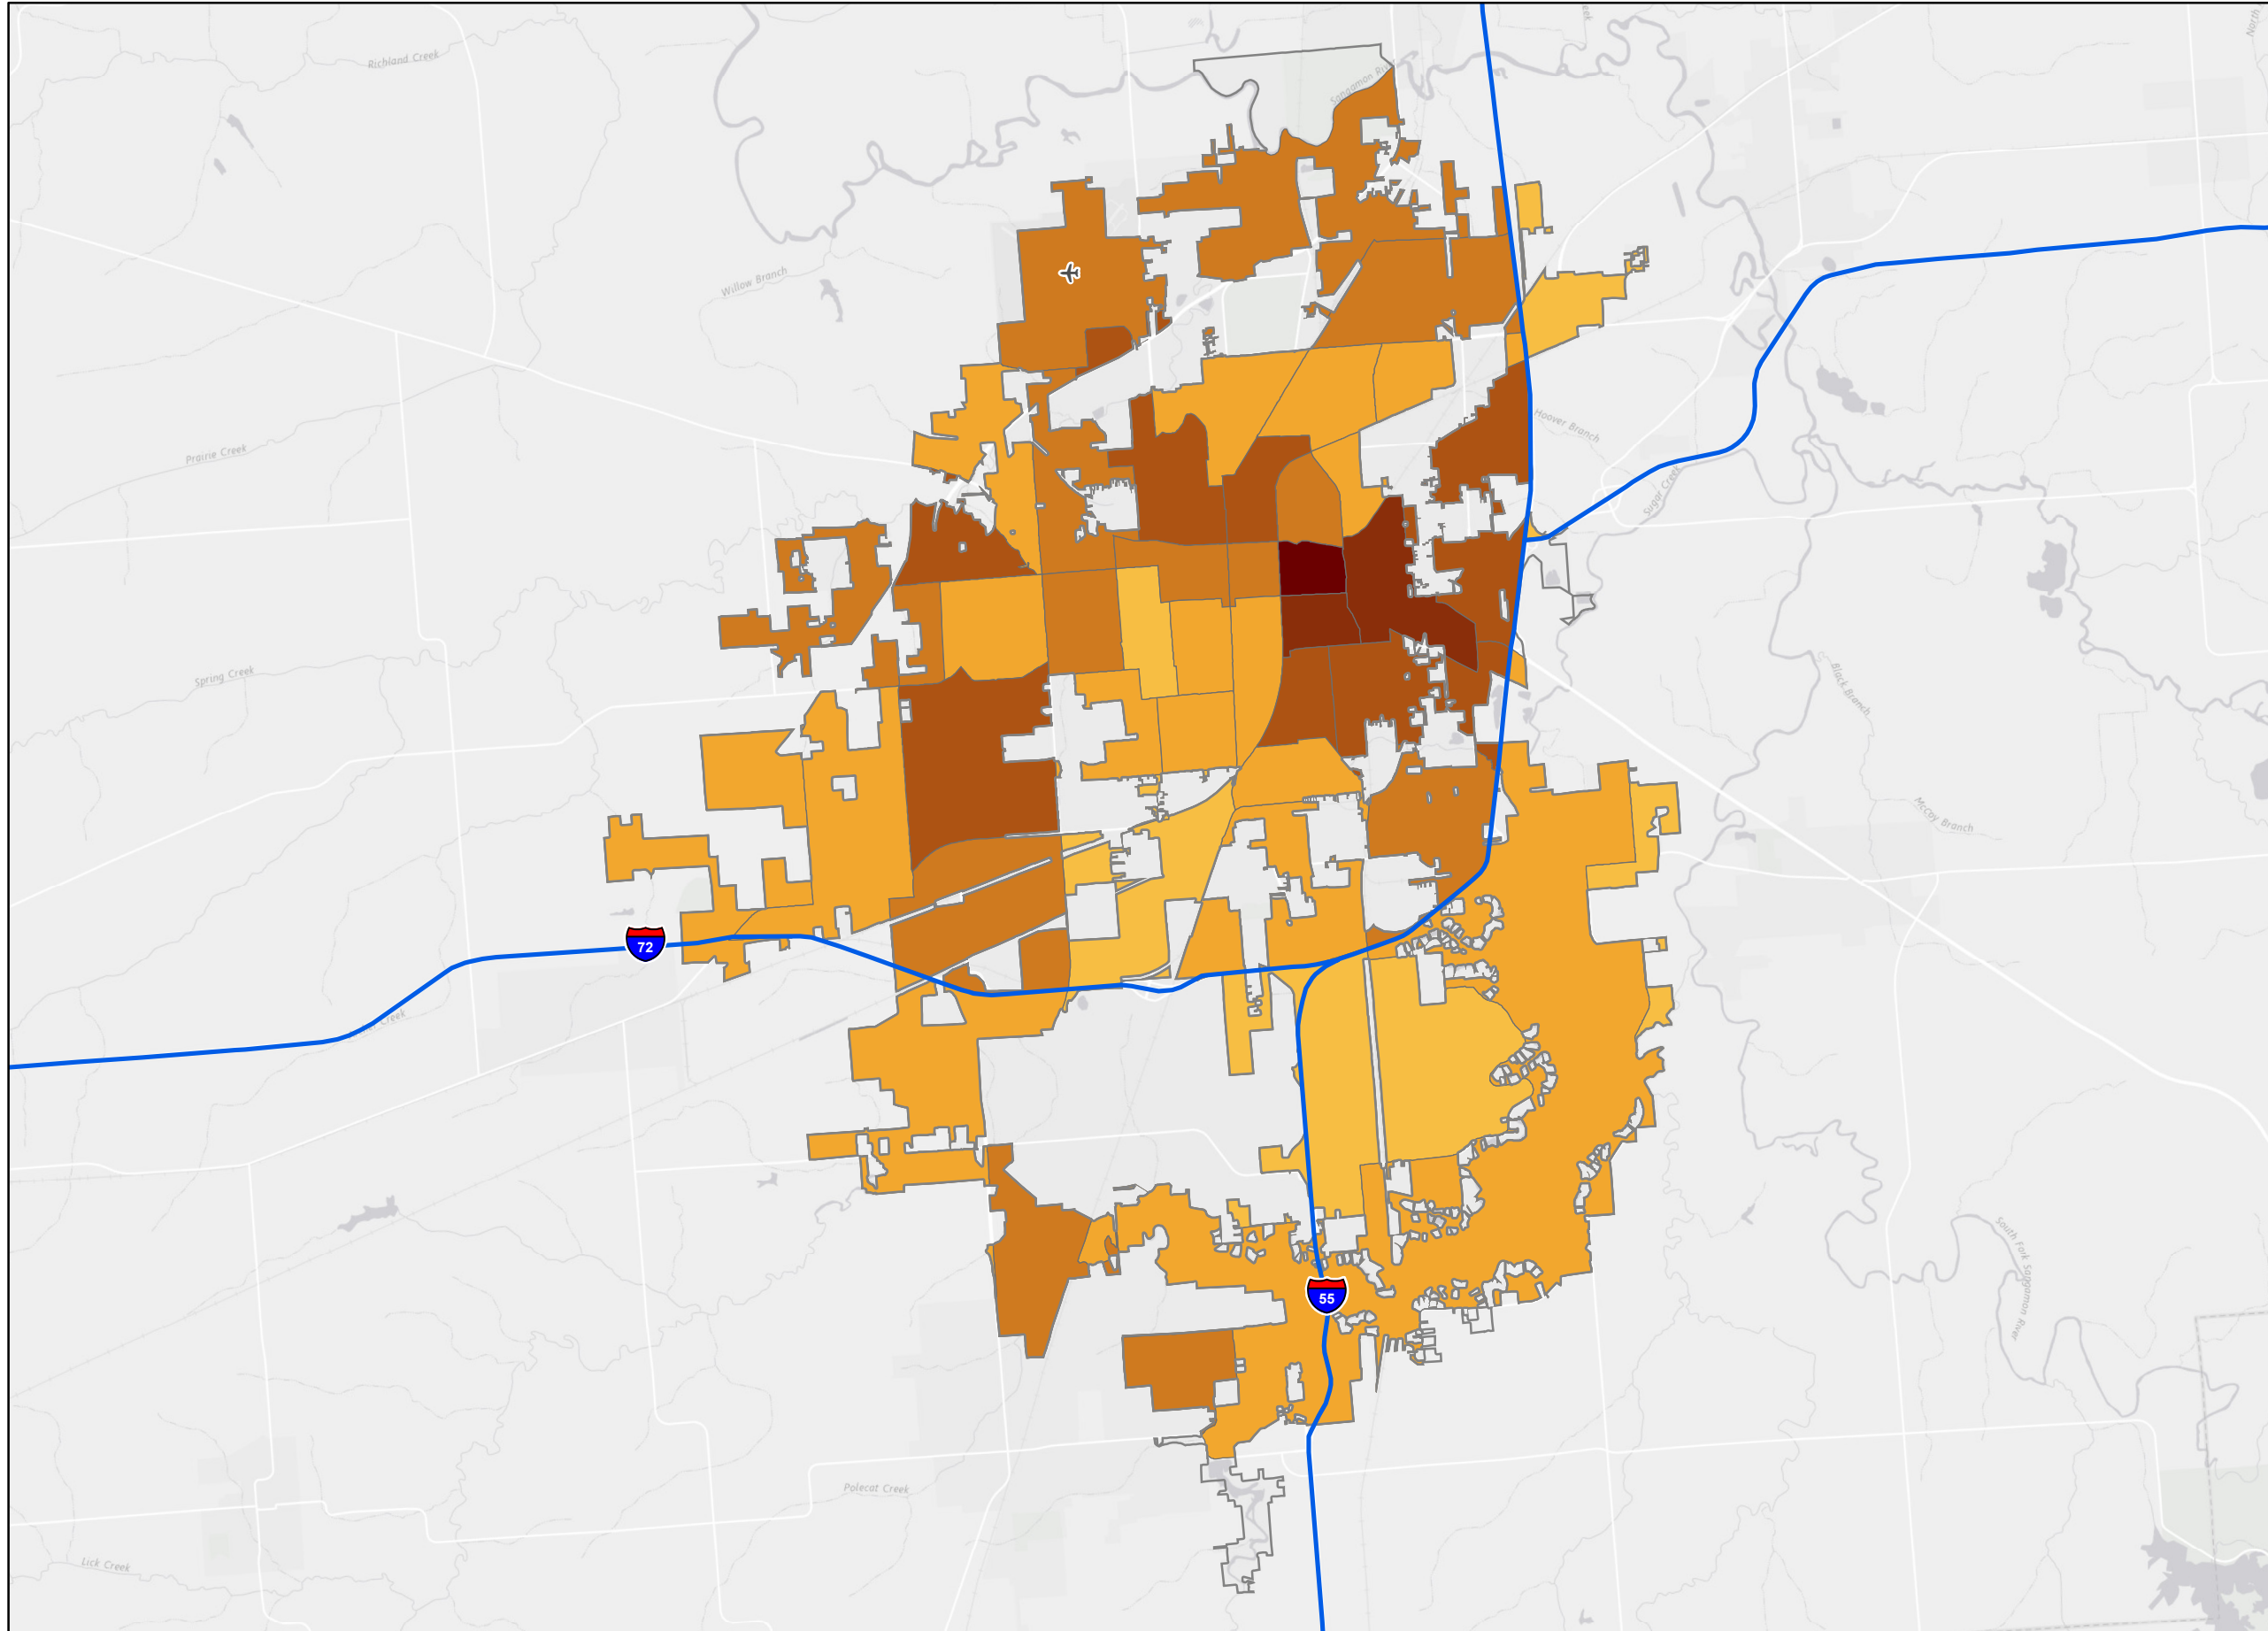 Richland Creek
Sangamon River
Willow Branch
Hoover Branch
Prairie Creek
Sugar Creek
Spring Creek
Black Branch
McCoy Branch
72
Creek
55
South Fork Sangamon River
Polecat Creek
Lick Creek